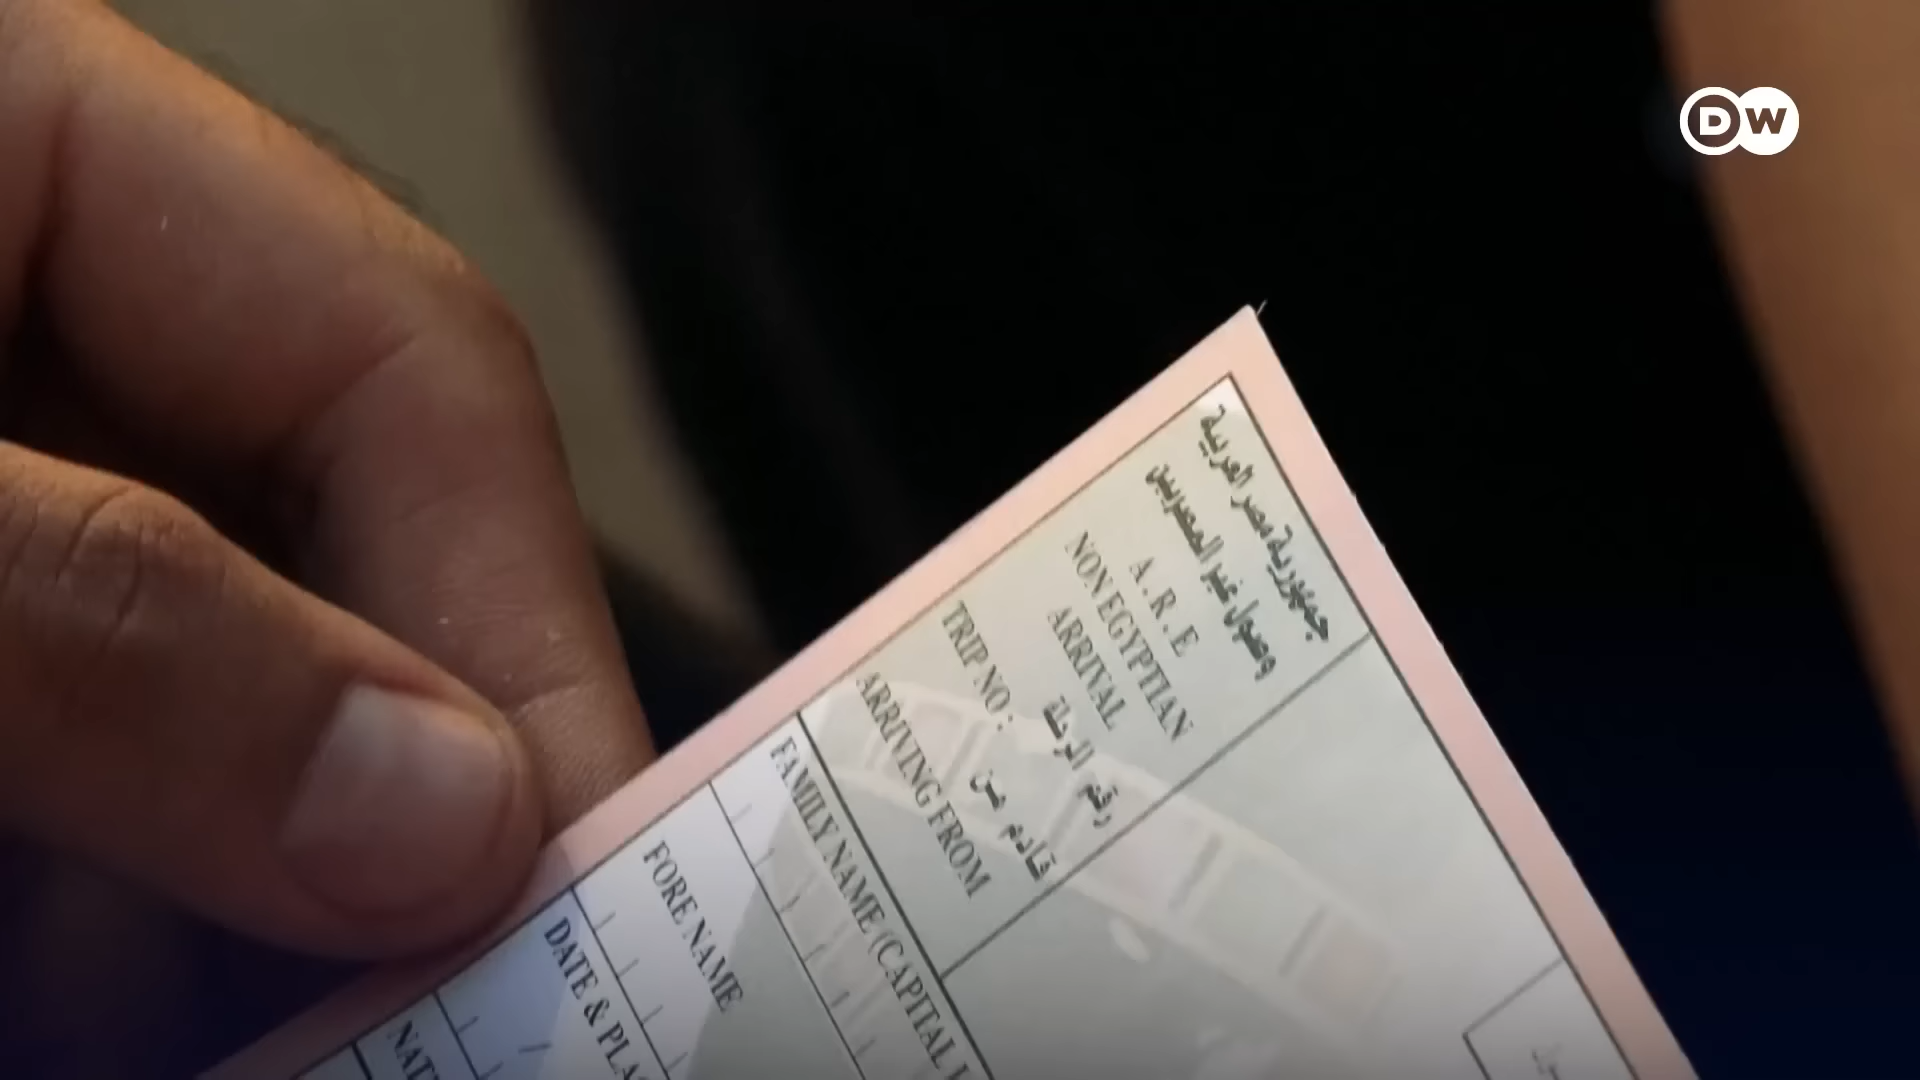 DW
جمهورية مصر العربية
وصول غير المصريين
A . R . E
NON EGYPTIAN
ARRIVAL
TRIP NO : رقم الرحلة
ARRIVING FROM قادم من
FAMILY NAME (CAPITAL
FORE NAME
DATE &